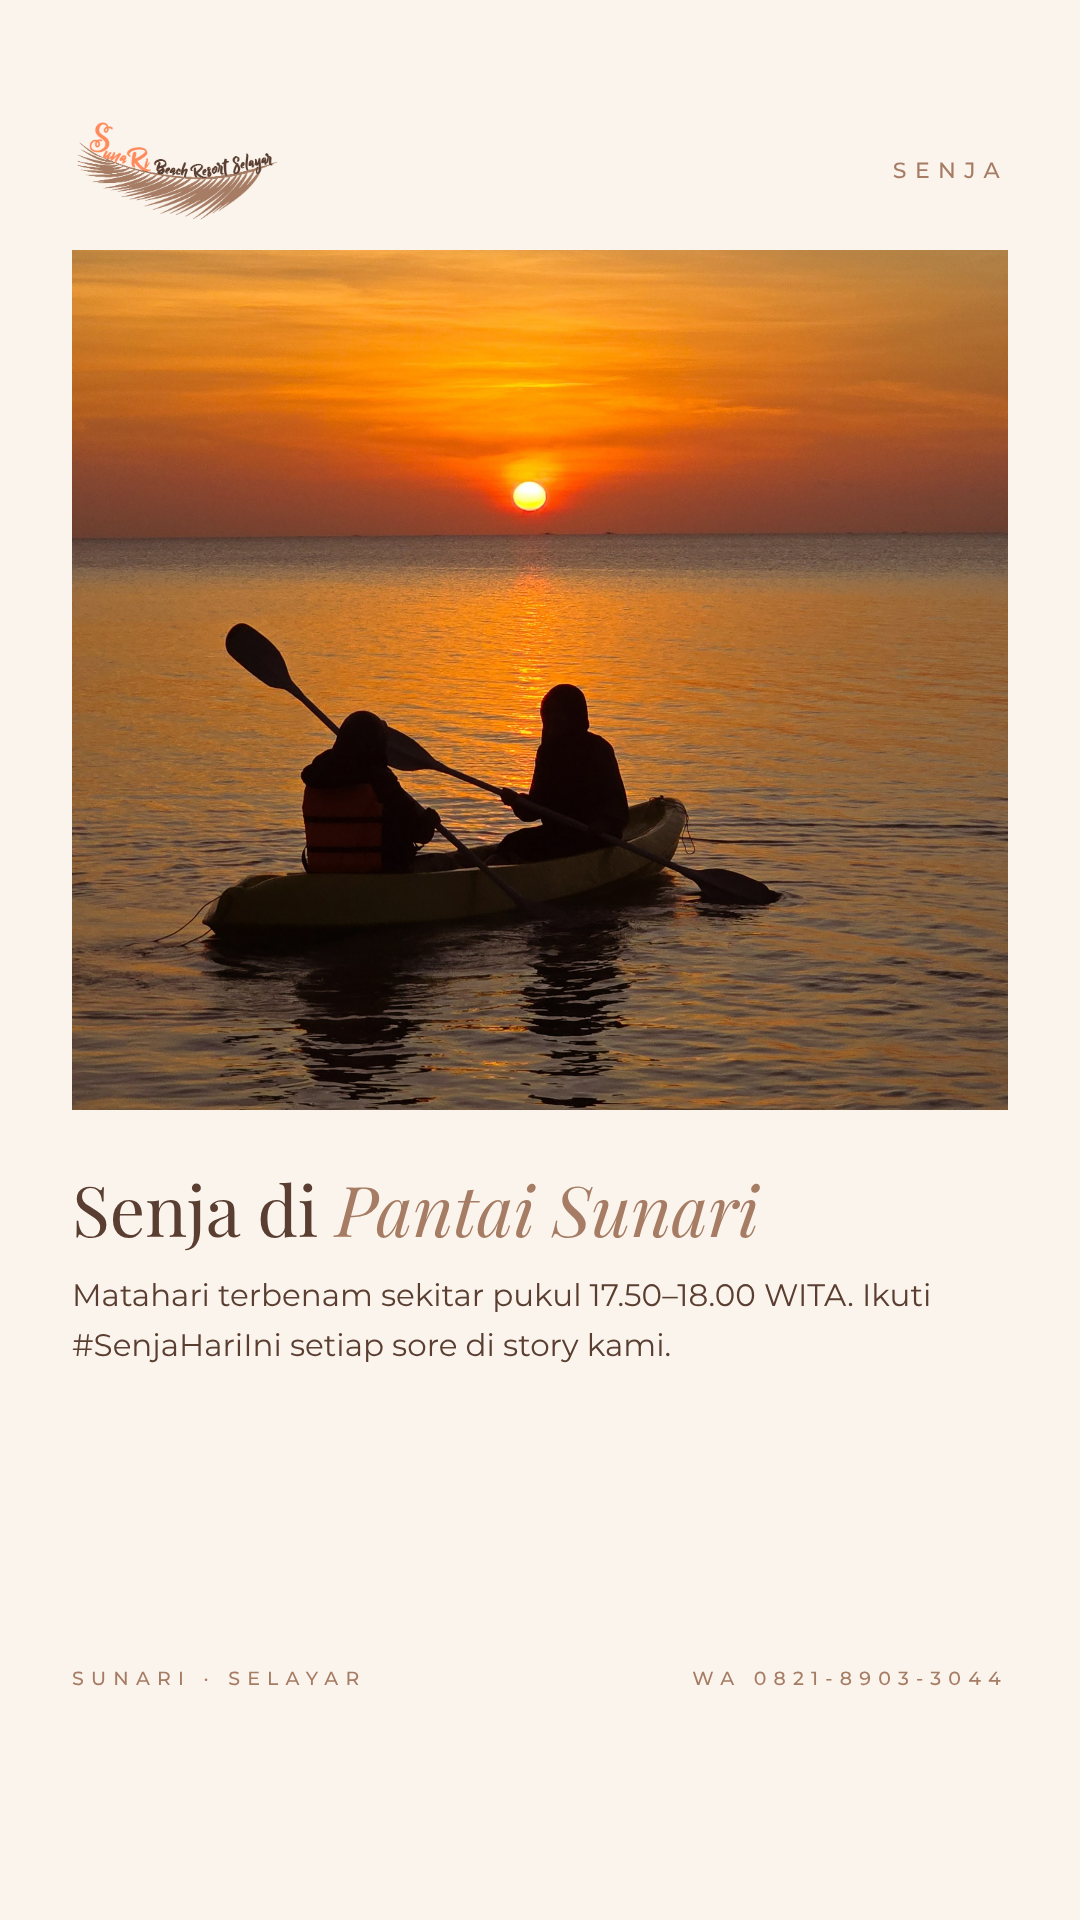 SunaRi Beach Resort Selayar
SENJA
Senja di Pantai Sunari
Matahari terbenam sekitar pukul 17.50–18.00 WITA. Ikuti
#SenjaHariIni setiap sore di story kami.
SUNARI · SELAYAR
WA 0821-8903-3044